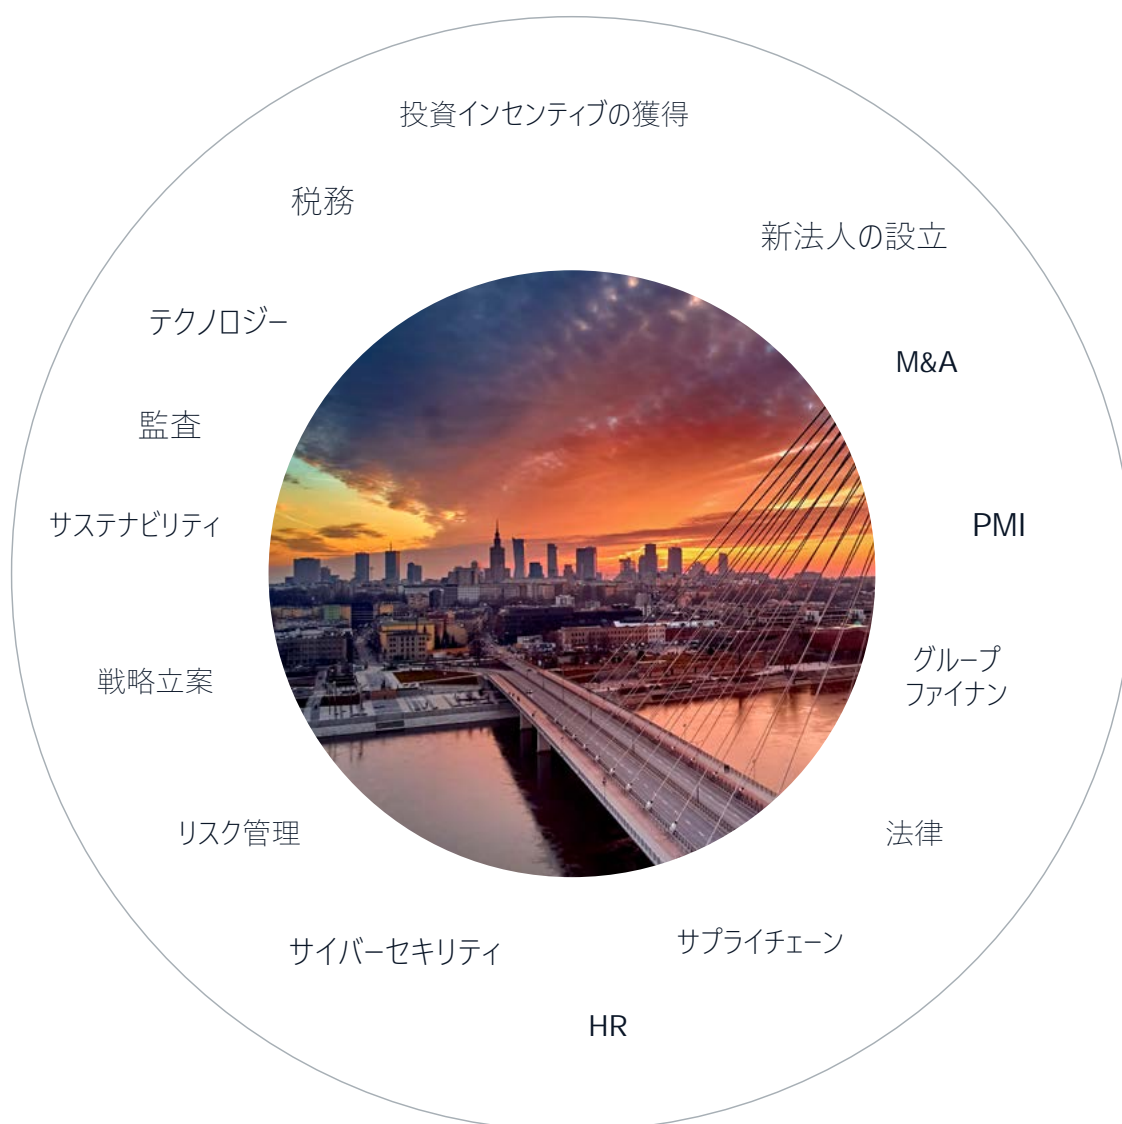 投資インセンティブの獲得
税務
新法人の設立
テクノロジー
M&A
監査
サステナビリティ
PMI
グループ
ファイナン
戦略立案
リスク管理
法律
サイバーセキリティ
サプライチェーン
HR